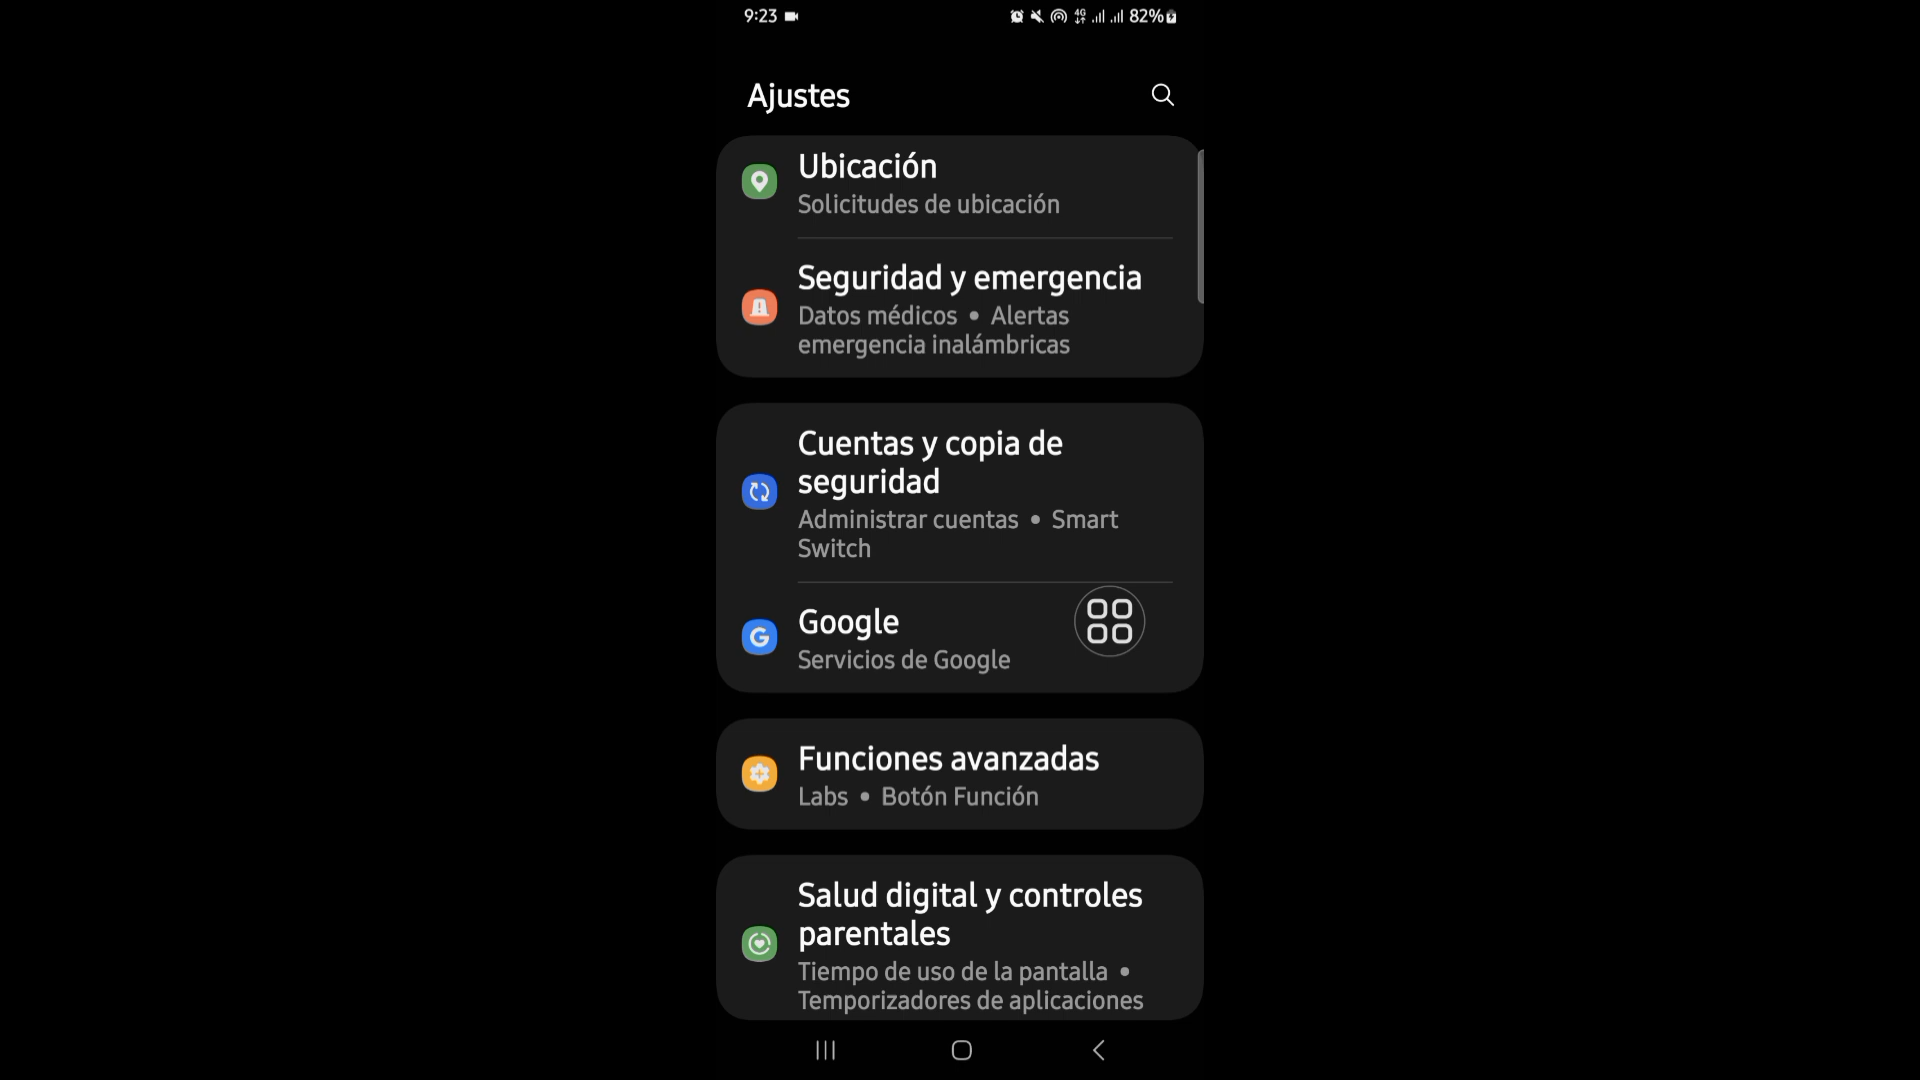 9:23
4G 82%
Ajustes
Ubicación
Solicitudes de ubicación
Seguridad y emergencia
Datos médicos • Alertas
emergencia inalámbricas
Cuentas y copia de
seguridad
Administrar cuentas • Smart
Switch
Google
Servicios de Google
Funciones avanzadas
Labs • Botón Función
Salud digital y controles
parentales
Tiempo de uso de la pantalla •
Temporizadores de aplicaciones